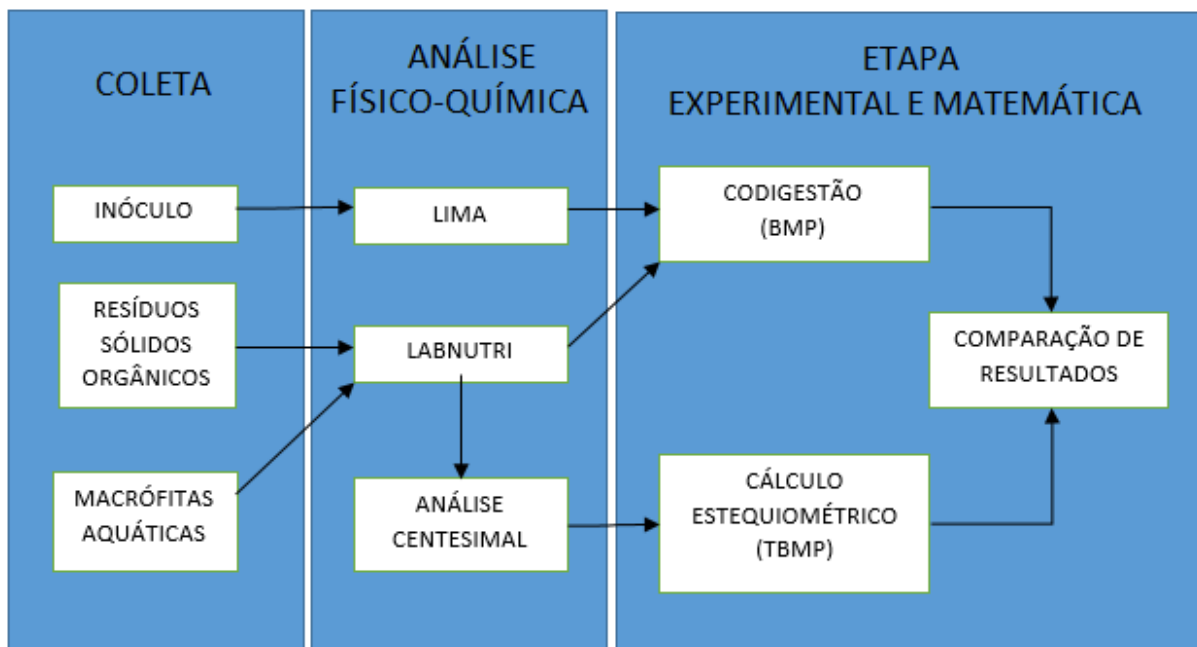 COLETA
INÓCULO
RESÍDUOS
SÓLIDOS
ORGÂNICOS
MACRÓFITAS
AQUÁTICAS
ANÁLISE
FÍSICO-QUÍMICA
LIMA
LABNUTRI
ANÁLISE
CENTESIMAL
ETAPA
EXPERIMENTAL E MATEMÁTICA
CODIGESTÃO
(BMP)
CÁLCULO
ESTEQUIOMÉTRICO
(TBMP)
COMPARAÇÃO DE
RESULTADOS